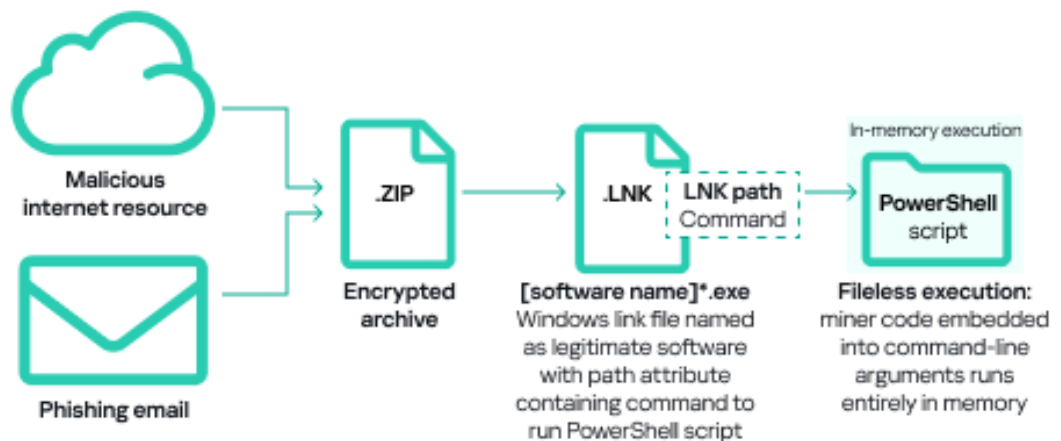 Malicious
internet resource
Phishing email
.ZIP
Encrypted
archive
.LNK
LNK path
Command
[software name]*.exe
Windows link file named
as legitimate software
with path attribute
containing command to
run PowerShell script
In-memory execution
PowerShell
script
Fileless execution:
miner code embedded
into command-line
arguments runs
entirely in memory